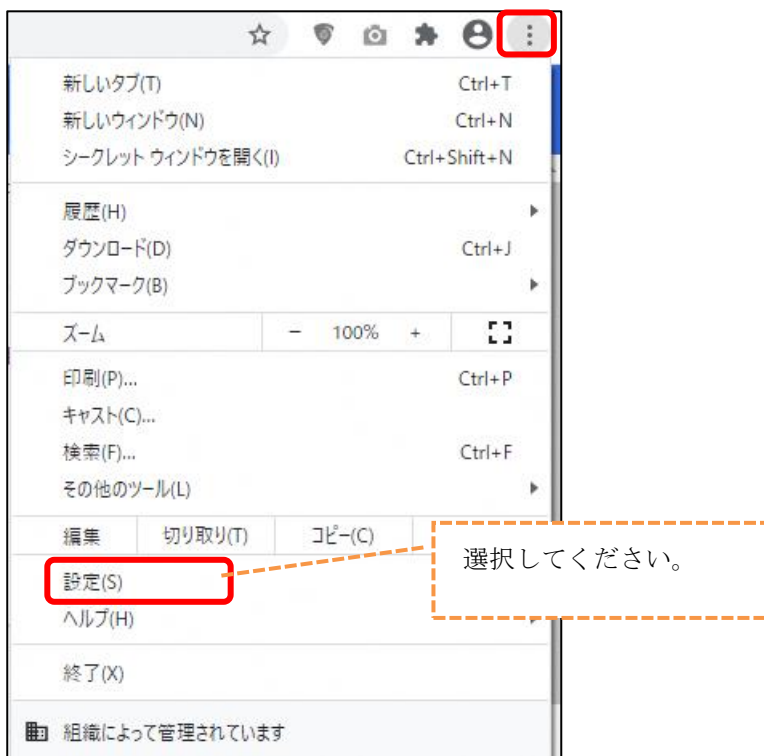 新しいタブ(T) Ctrl+T
新しいウィンドウ(N) Ctrl+N
シークレット ウィンドウを開く(I) Ctrl+Shift+N
履歴(H)
ダウンロード(D) Ctrl+J
ブックマーク(B)
ズーム - 100% +
印刷(P)... Ctrl+P
キャスト(C)...
検索(F)... Ctrl+F
その他のツール(L)
編集 切り取り(T) コピー(C)
選択してください。
設定(S)
ヘルプ(H)
終了(X)
組織によって管理されています